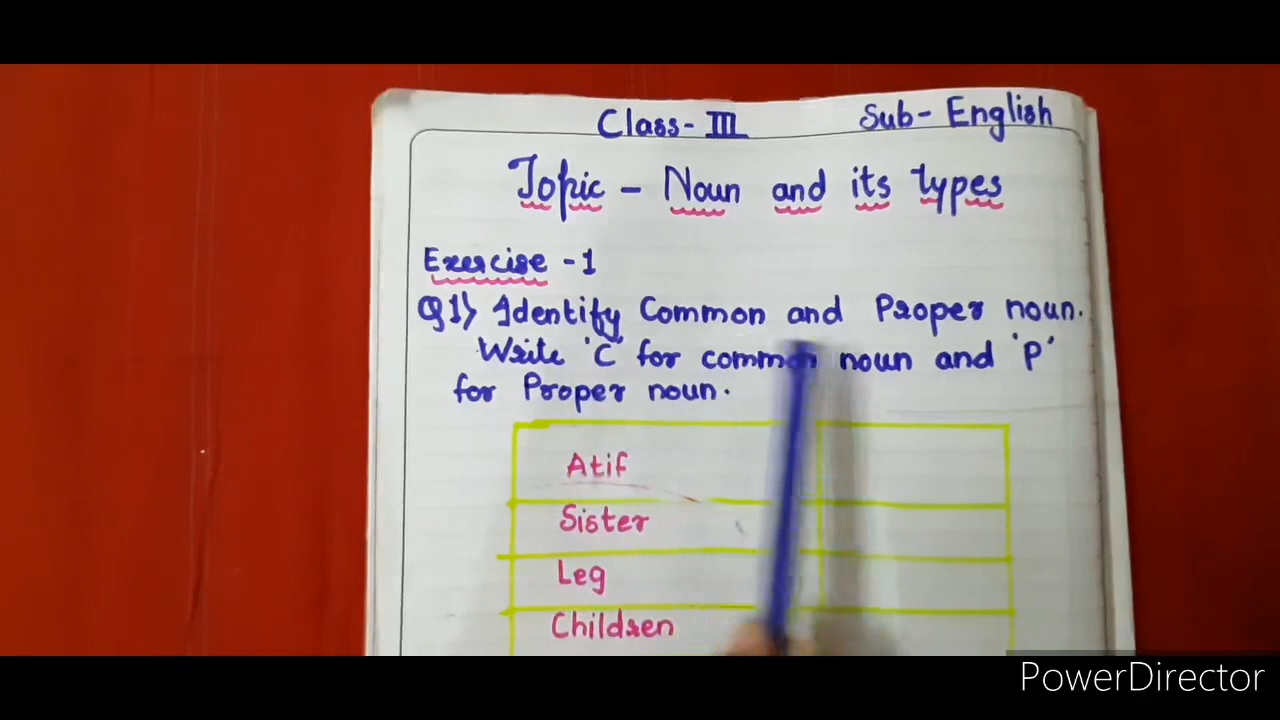 Class-III Sub- English
Topic - Noun and its types
Exercise -1
Q1) Identify Common and Proper noun.
Write 'C' for common noun and 'P'
for Proper noun.
Atif
Sister
Leg
Children
PowerDirector